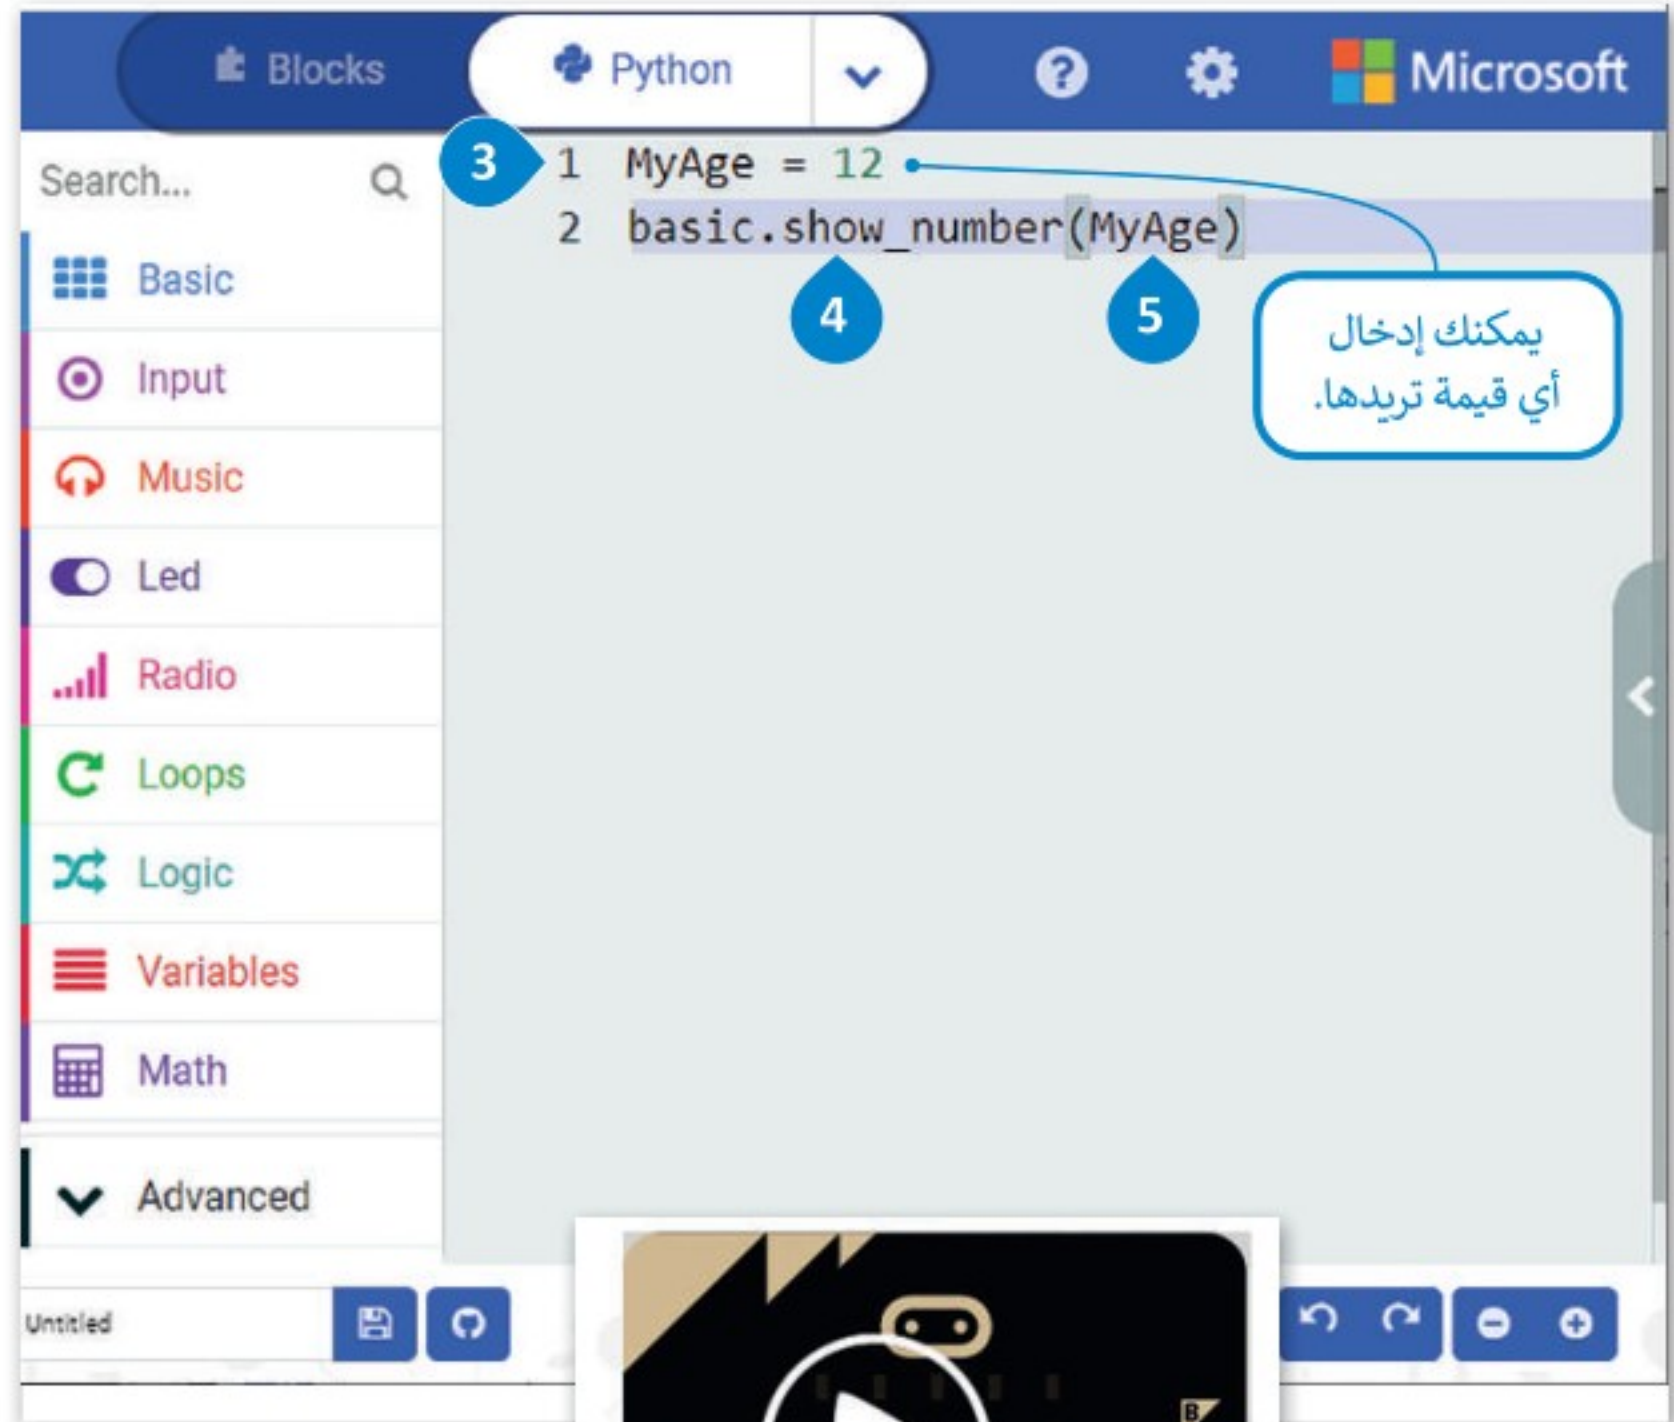 Blocks
Python
Microsoft
Search...
3
1 MyAge = 12
2 basic.show_number(MyAge)
4
5
يمكنك إدخال
أي قيمة تريدها.
Basic
Input
Music
Led
Radio
Loops
Logic
Variables
Math
Advanced
Untitled
B